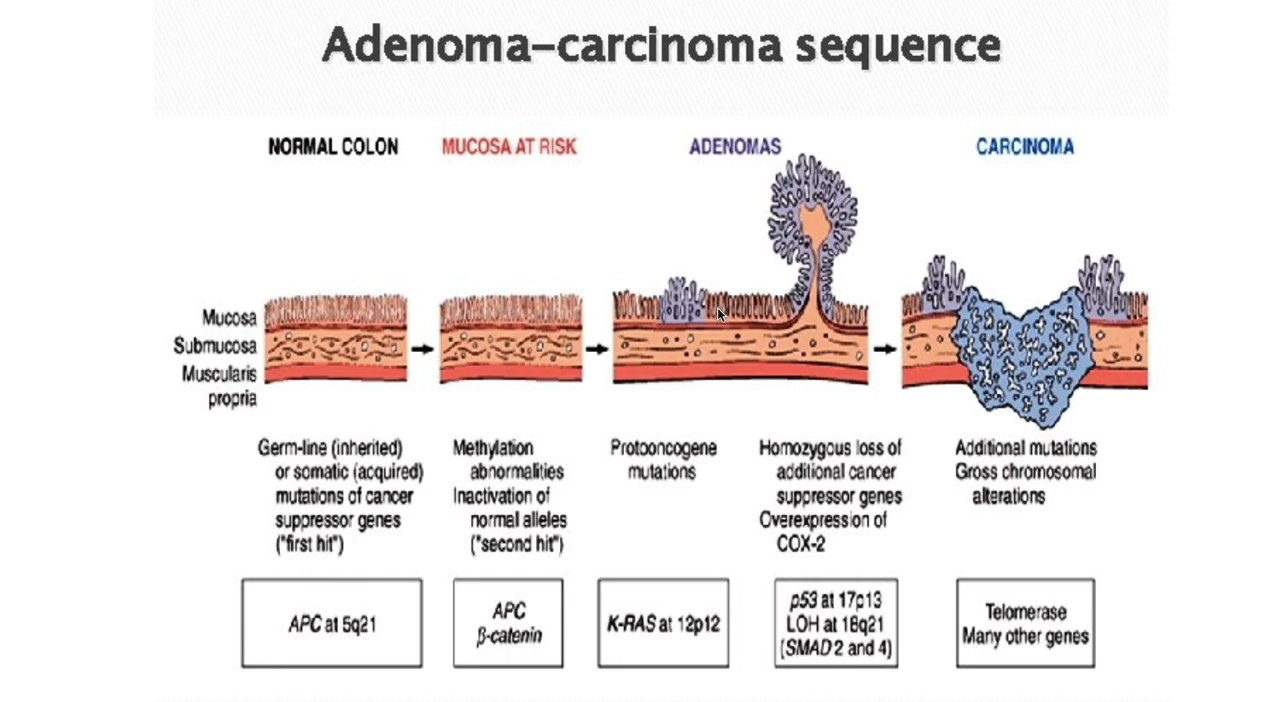 Adenoma-carcinoma sequence
NORMAL COLON
MUCOSA AT RISK
ADENOMAS
CARCINOMA
Mucosa
Submucosa
Muscularis
propria
Germ-line (inherited)
or somatic (acquired)
mutations of cancer
suppressor genes
("first hit")
Methylation
abnormalities
Inactivation of
normal alleles
("second hit")
Protooncogene
mutations
Homozygous loss of
additional cancer
suppressor genes
Overexpression of
COX-2
Additional mutations
Gross chromosomal
alterations
APC at 5q21
APC
β-catenin
K-RAS at 12p12
p53 at 17p13
LOH at 18q21
(SMAD 2 and 4)
Telomerase
Many other genes